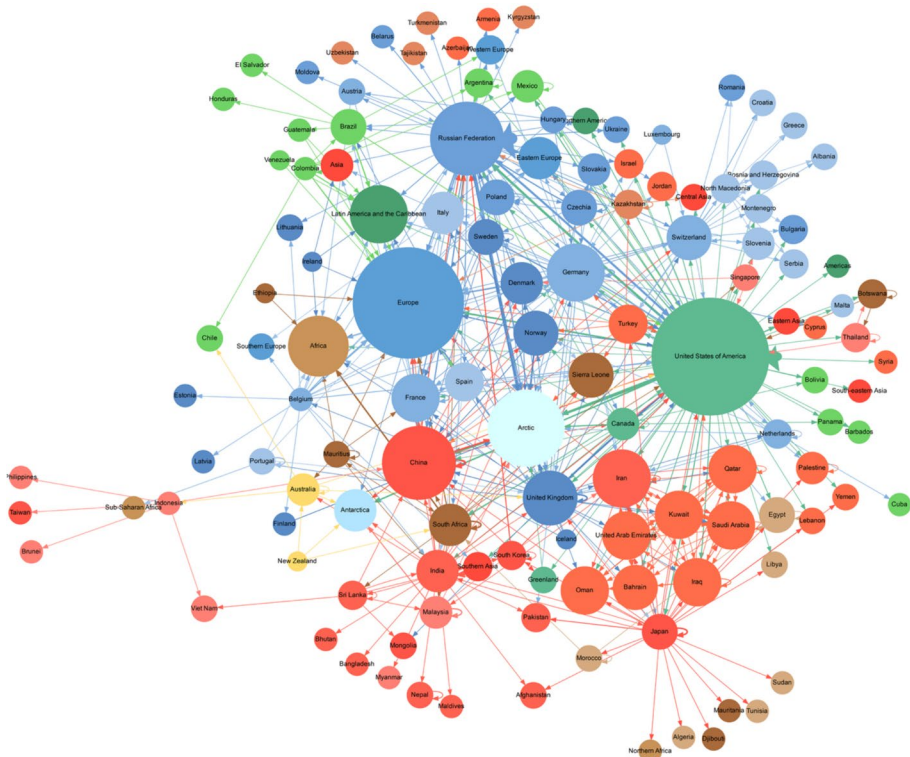 Armenia
Kyrgyzstan
Turkmenistan
Belarus
Azerbaijan
Western Europe
Uzbekistan
Tajikistan
El Salvador
Moldova
Argentina
Mexico
Austria
Romania
Honduras
Croatia
Hungary
Guatemala
Brazil
Ukraine
Greece
Russian Federation
Luxembourg
Eastern Europe
Albania
Venezuela
Asia
Colombia
Slovakia
Israel
Bosnia and Herzegovina
Jordan
North Macedonia
Central Asia
Poland
Kazakhstan
Czechia
Montenegro
Latin America and the Caribbean
Italy
Lithuania
Bulgaria
Sweden
Switzerland
Slovenia
Ireland
Serbia
Americas
Germany
Denmark
Singapore
Botswana
Ethiopia
Europe
Malta
Eastern Asia
Cyprus
Turkey
Norway
Thailand
Chile
Southern Europe
Africa
United States of America
Syria
Sierra Leone
Bolivia
South-eastern Asia
Spain
Estonia
Belgium
France
Panama
Canada
Arctic
Barbados
Netherlands
Mauritius
Latvia
Portugal
China
Palestine
Philippines
Iran
Qatar
Australia
Yemen
United Kingdom
Sub-Saharan Africa
Indonesia
Cuba
Taiwan
Antarctica
Kuwait
Egypt
Lebanon
Finland
South Africa
Saudi Arabia
United Arab Emirates
Iceland
Brunei
South Korea
New Zealand
Southern Asia
Libya
India
Greenland
Iraq
Oman
Bahrain
Sri Lanka
Viet Nam
Malaysia
Pakistan
Japan
Bhutan
Mongolia
Morocco
Bangladesh
Myanmar
Sudan
Nepal
Afghanistan
Maldives
Mauritania
Tunisia
Algeria
Djibouti
Northern Africa